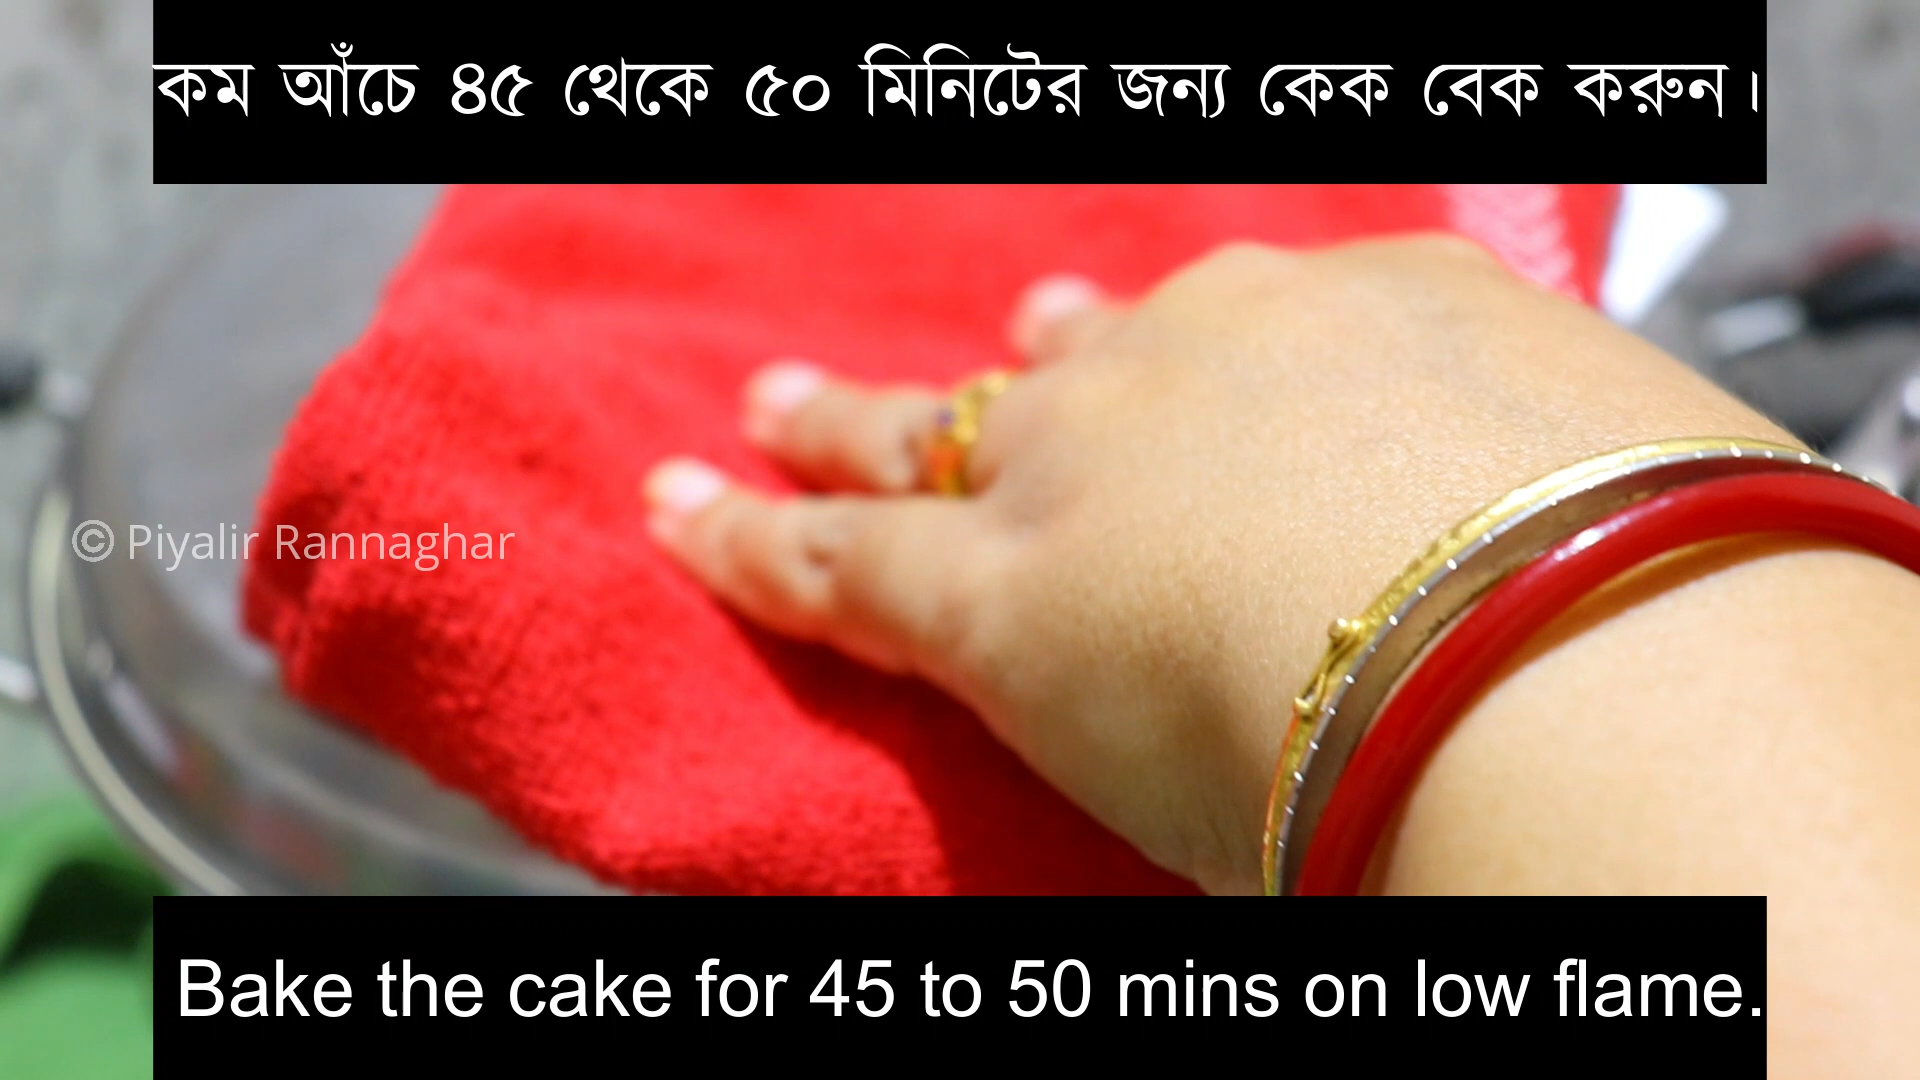 কম আঁচে ৪৫ থেকে ৫০ মিনিটের জন্য কেক বেক করুন।
© Piyalir Rannaghar
Bake the cake for 45 to 50 mins on low flame.